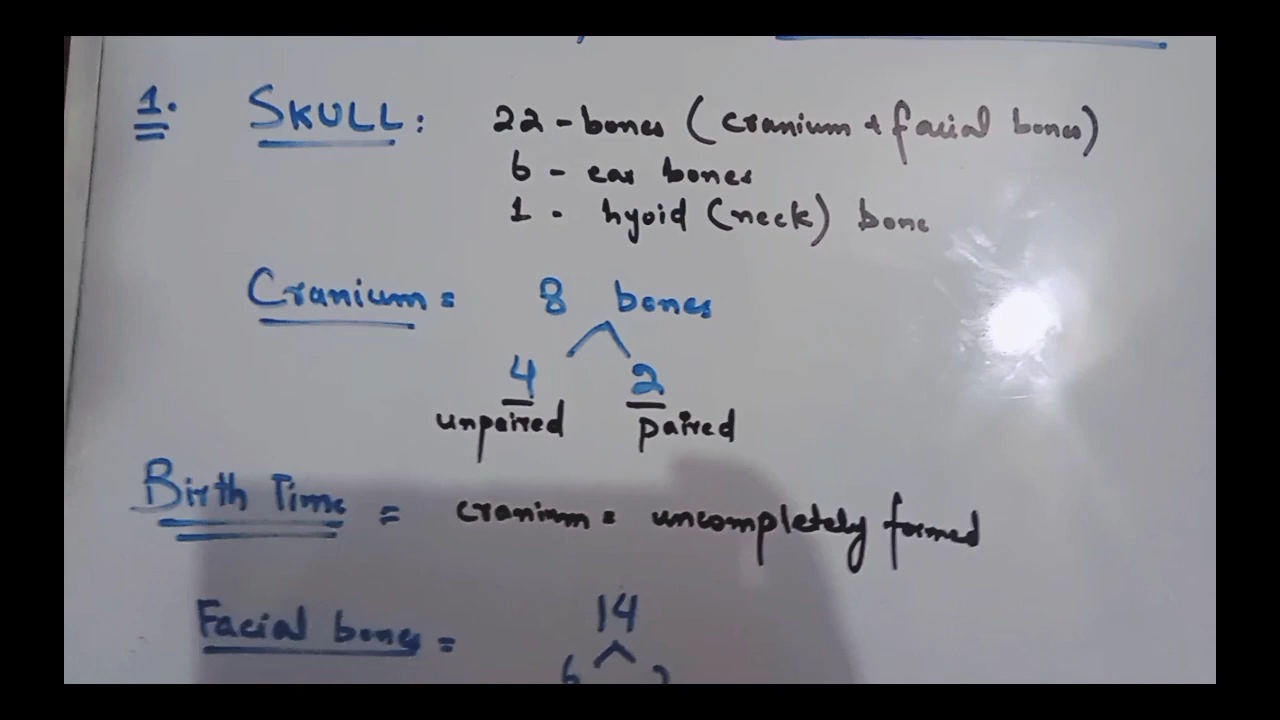 1. SKULL: 22 - bones (cranium & facial bones)
6 - ear bones
1 - hyoid (neck) bone
Cranium = 8 bones
4 2
unpaired paired
Birth Time = cranium = uncompletely formed
Facial bones = 14
6